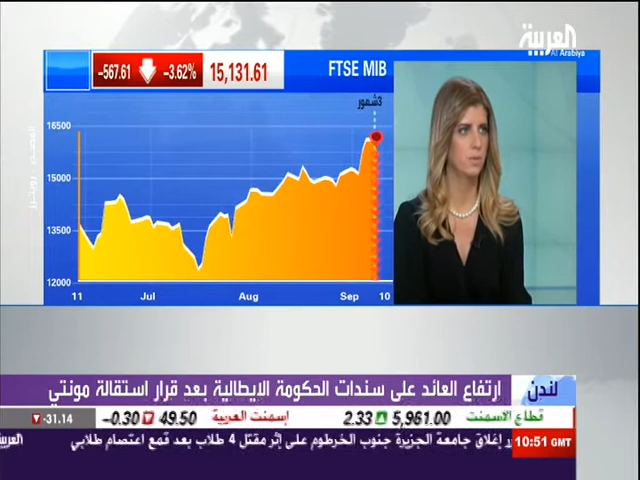 العربية
Al Arabiya
-567.61 -3.62% 15,131.61 FTSE MIB
3شهور
16500
15000
13500
12000
11 Jul Aug Sep 10
المصدر: رويترز
لندن
ارتفاع العائد على سندات الحكومة الايطالية بعد قرار استقالة مونتي
قطاع الاسمنت 5,961.00 2.33 إسمنت العربية 49.50 -0.30 -31.14
10:51 GMT
إغلاق جامعة الجزيرة جنوب الخرطوم على إثر مقتل 4 طلاب بعد قمع اعتصام طلابي